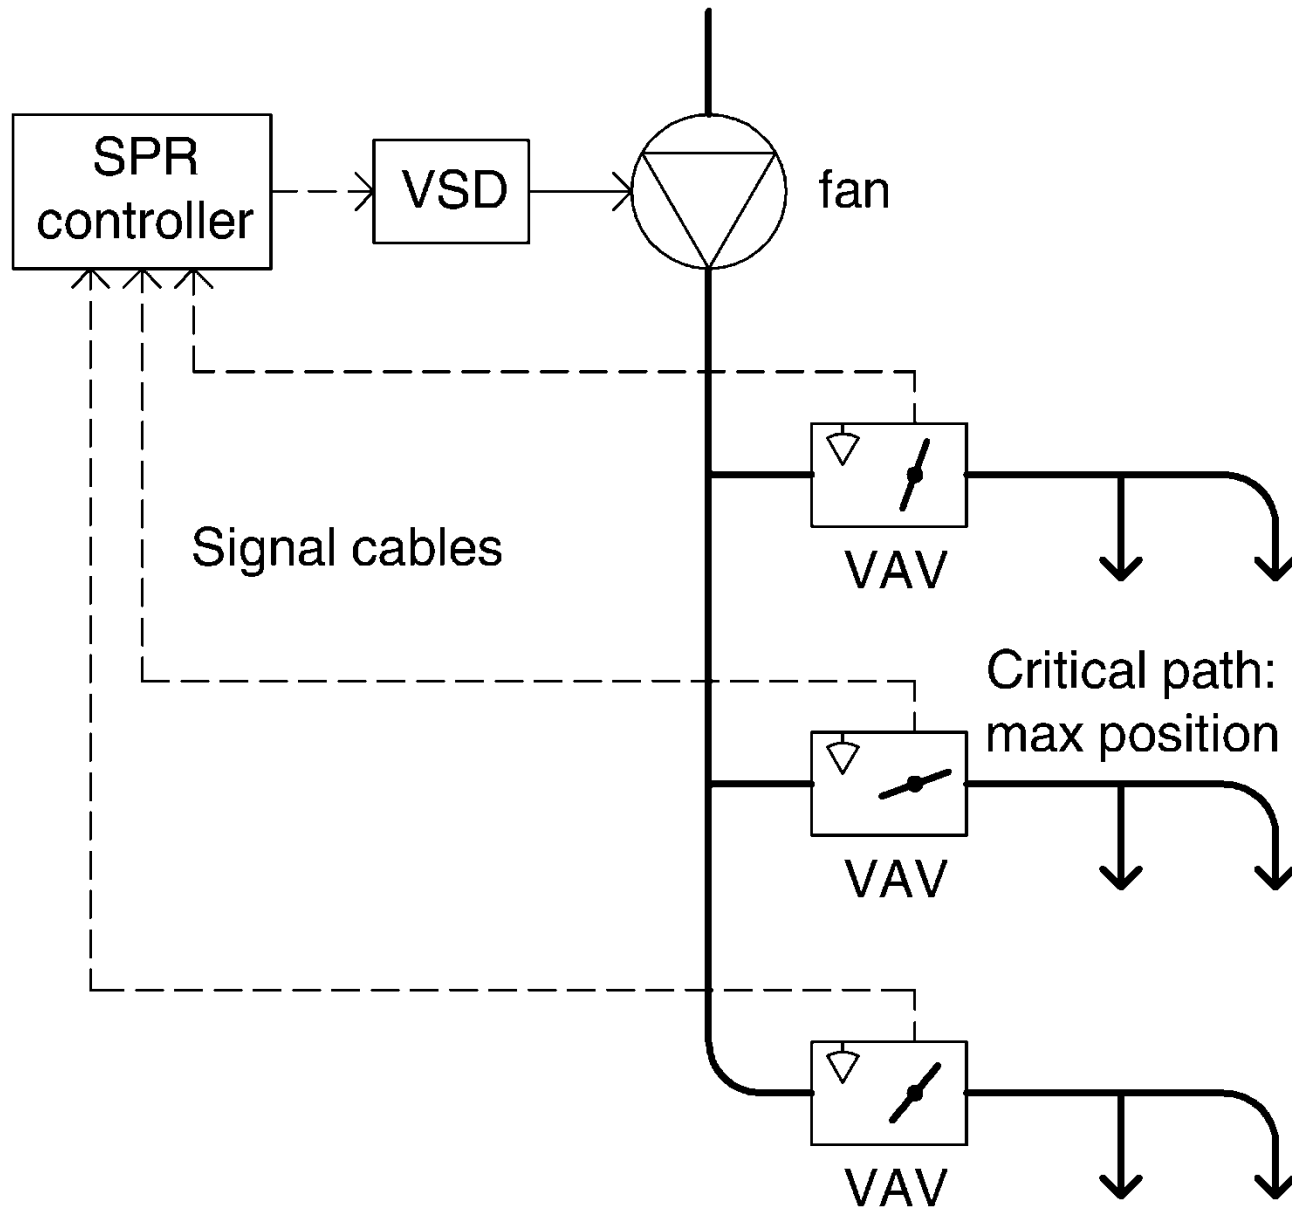 SPR
controller
VSD
fan
Signal cables
VAV
Critical path:
max position
VAV
VAV